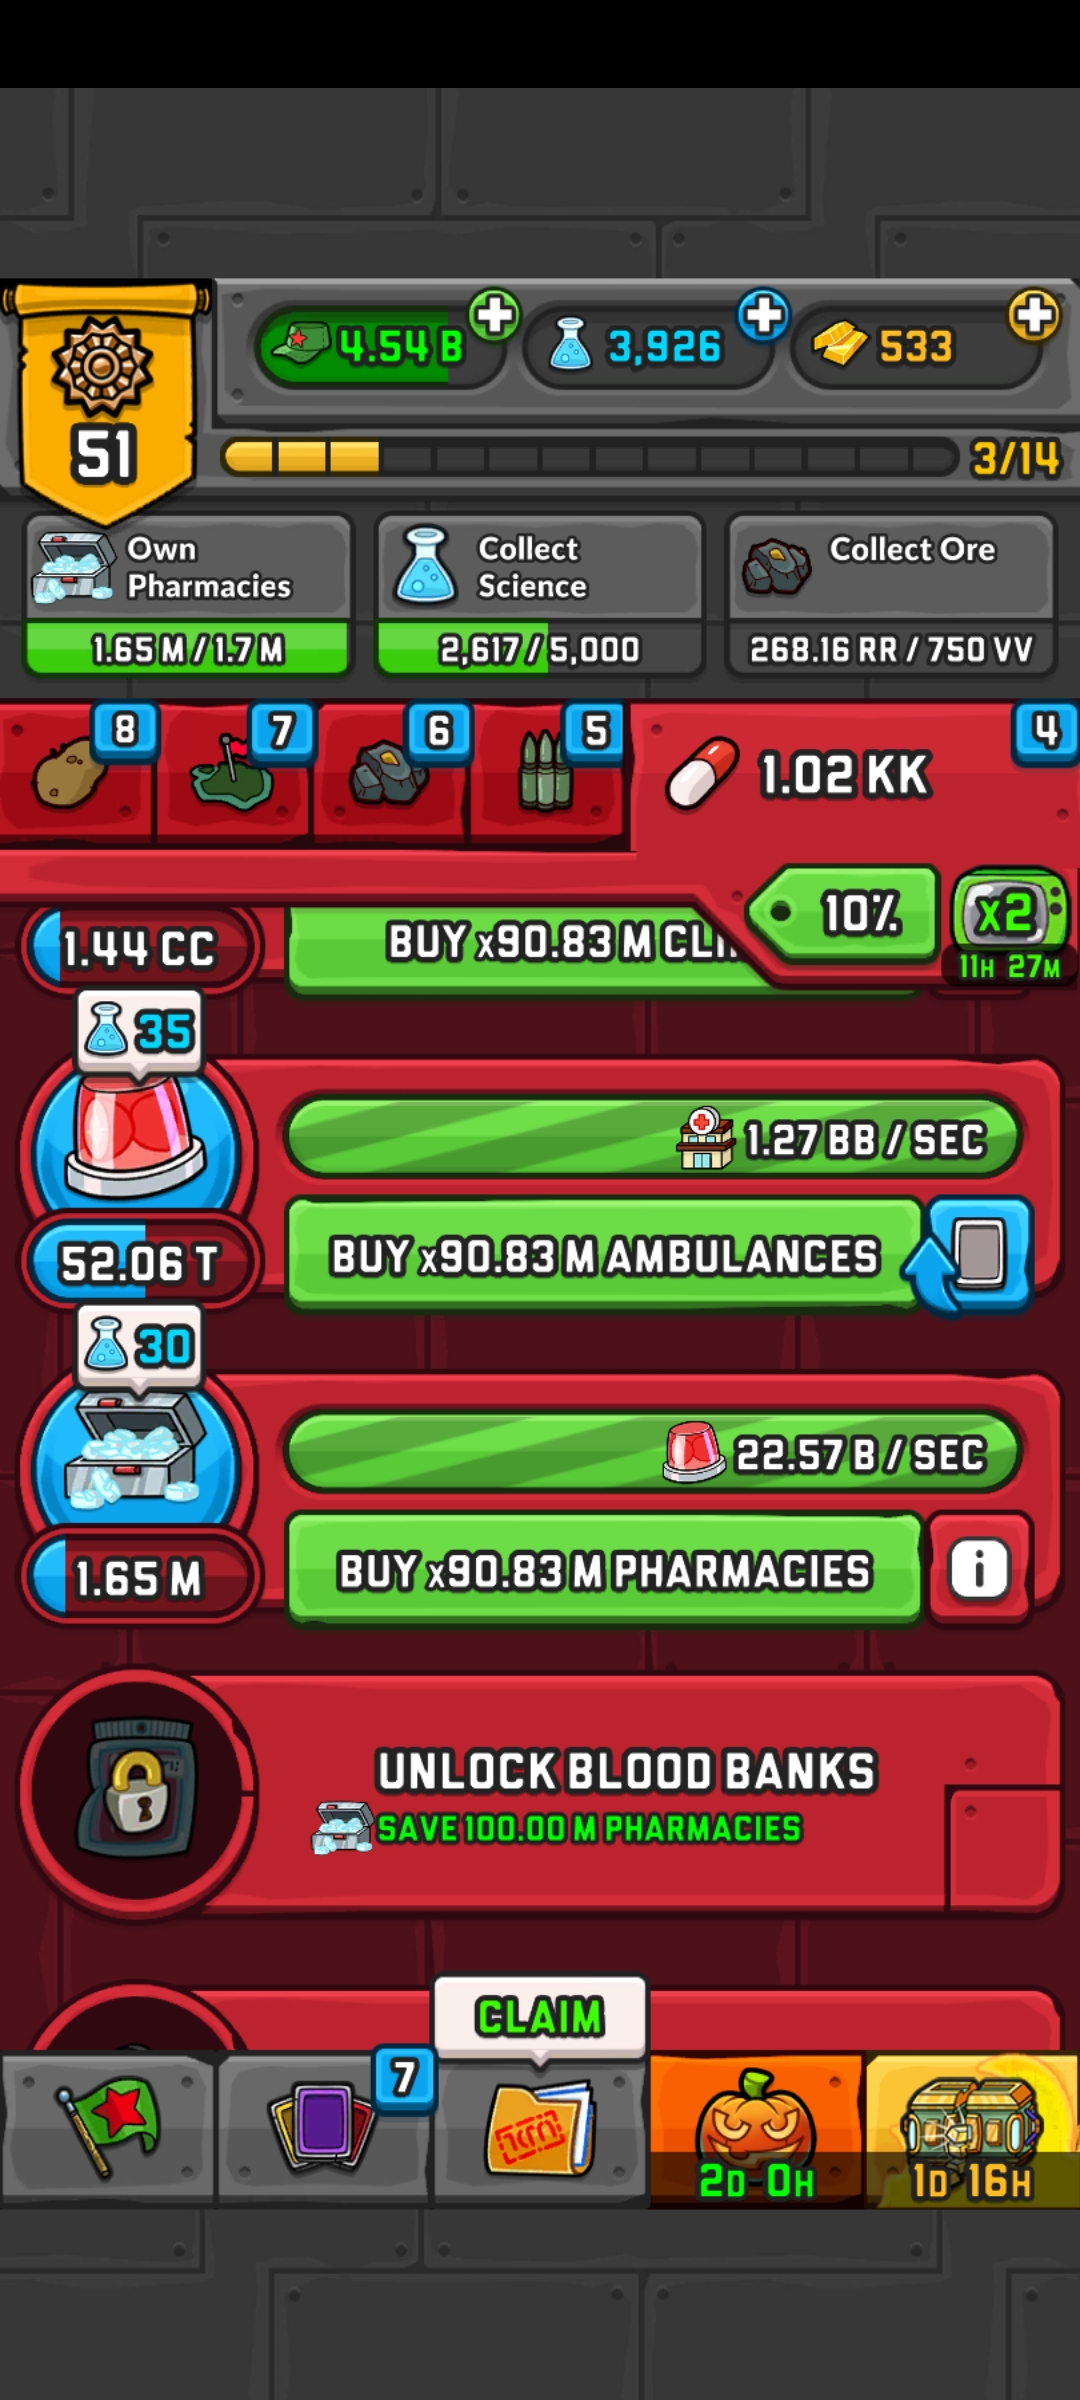 4.54 B
3,926
533
51
3/14
Own
Pharmacies
1.65 M / 1.7 M
Collect
Science
2,617 / 5,000
Collect Ore
268.16 RR / 750 VV
8
7
6
5
1.02 KK
4
10%
x2
11H 27M
1.44 CC
BUY x90.83 M
35
1.27 BB / SEC
52.06 T
BUY x90.83 M AMBULANCES
30
22.57 B / SEC
1.65 M
BUY x90.83 M PHARMACIES
i
UNLOCK BLOOD BANKS
SAVE 100.00 M PHARMACIES
CLAIM
7
2D 0H
1D 16H